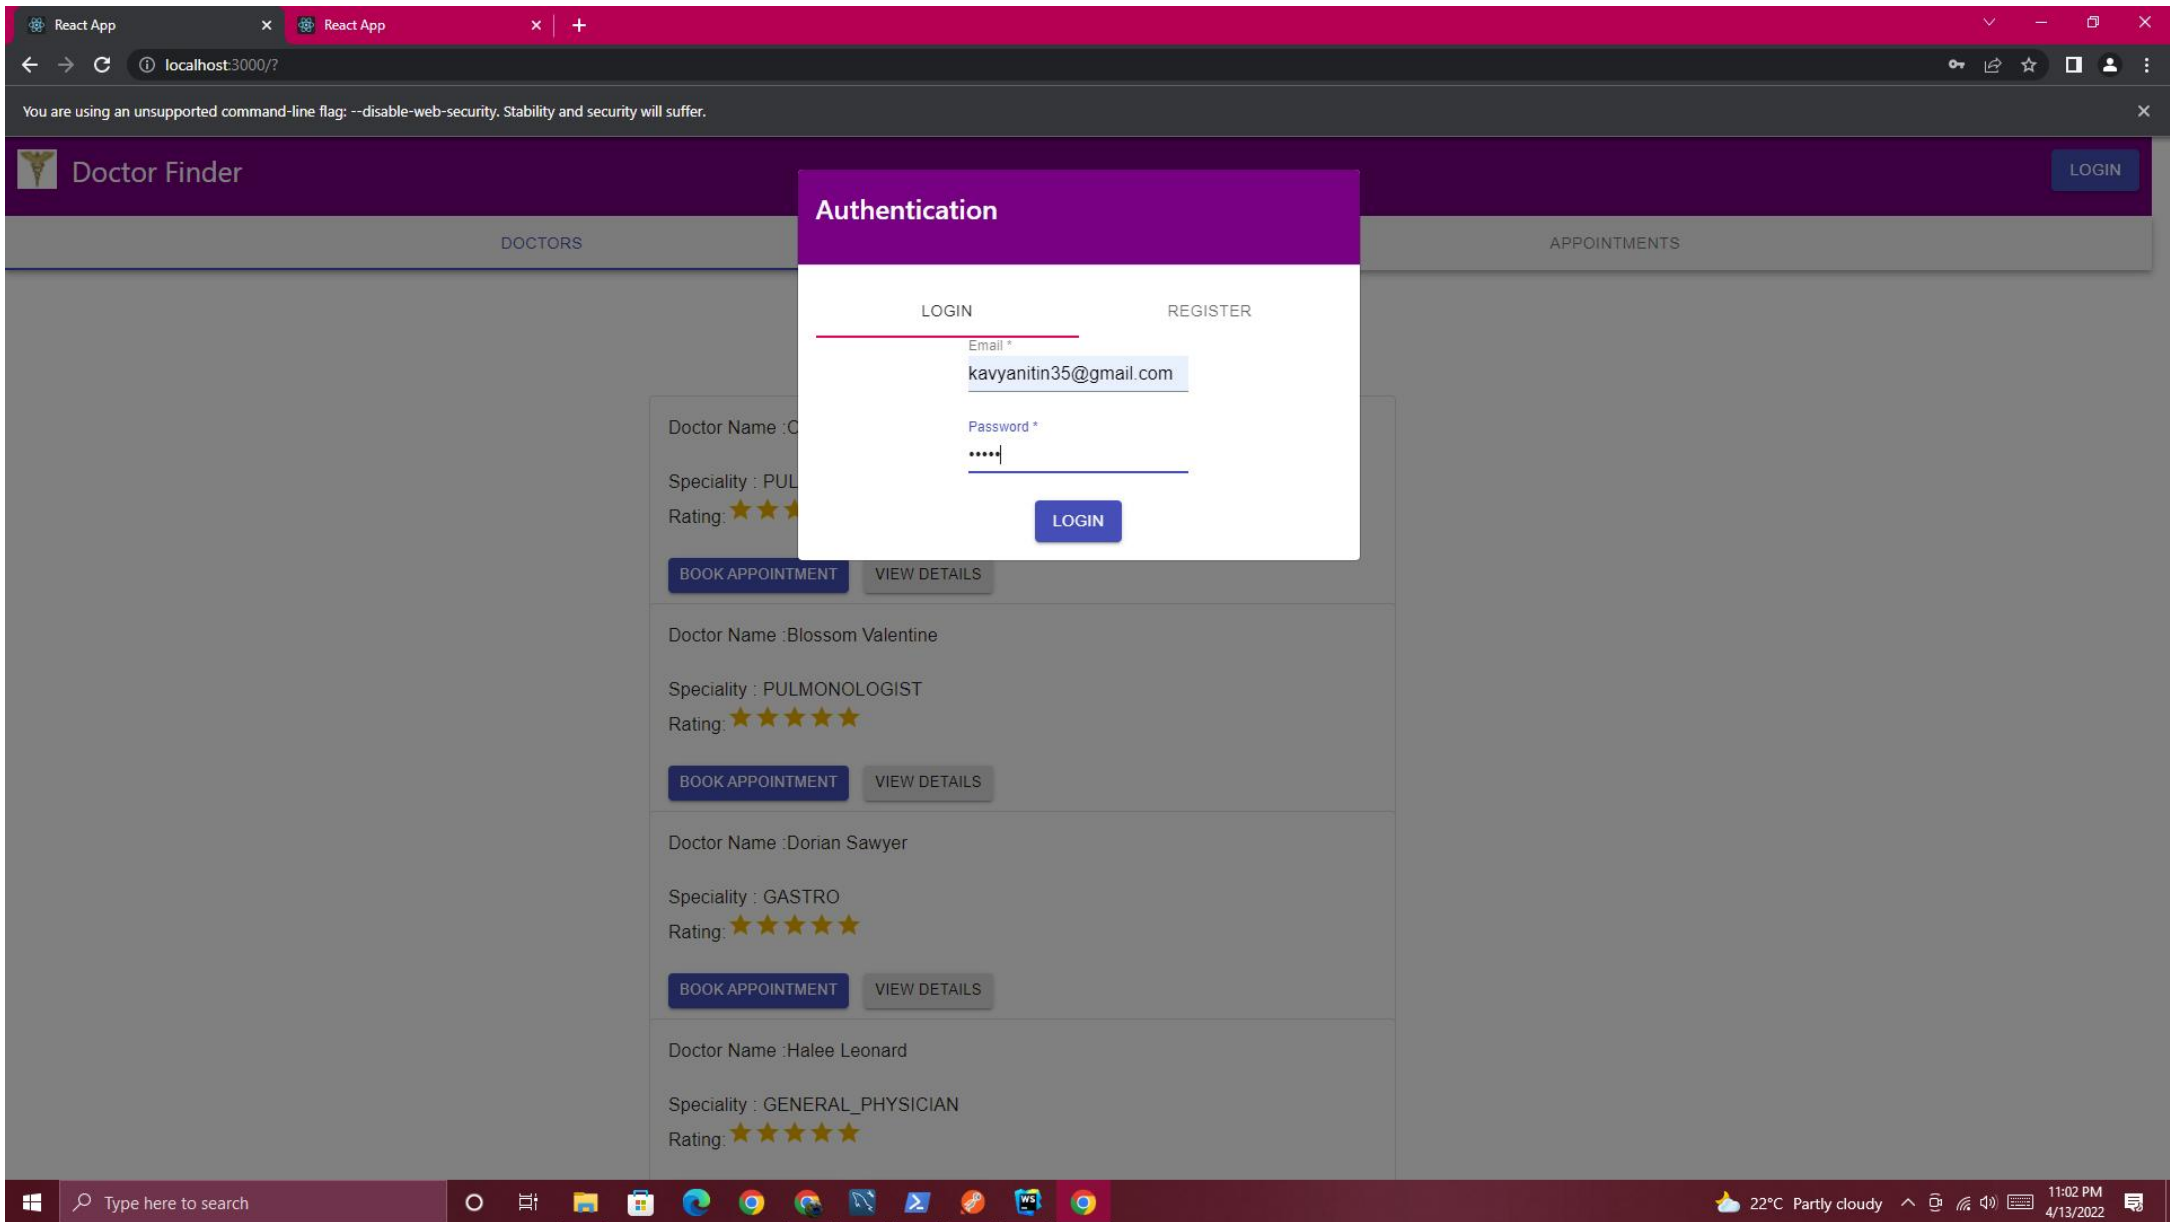 React App
React App
localhost:3000/?
You are using an unsupported command-line flag: --disable-web-security. Stability and security will suffer.
Doctor Finder
LOGIN
DOCTORS
APPOINTMENTS
Authentication
LOGIN
REGISTER
Email *
kavyanitin35@gmail.com
Password *
•••••
LOGIN
Doctor Name :
Speciality :
Rating:
BOOK APPOINTMENT
VIEW DETAILS
Doctor Name :Blossom Valentine
Speciality : PULMONOLOGIST
Rating:
BOOK APPOINTMENT
VIEW DETAILS
Doctor Name :Dorian Sawyer
Speciality : GASTRO
Rating:
BOOK APPOINTMENT
VIEW DETAILS
Doctor Name :Halee Leonard
Speciality : GENERAL_PHYSICIAN
Rating:
Type here to search
WS
22°C Partly cloudy
11:02 PM
4/13/2022